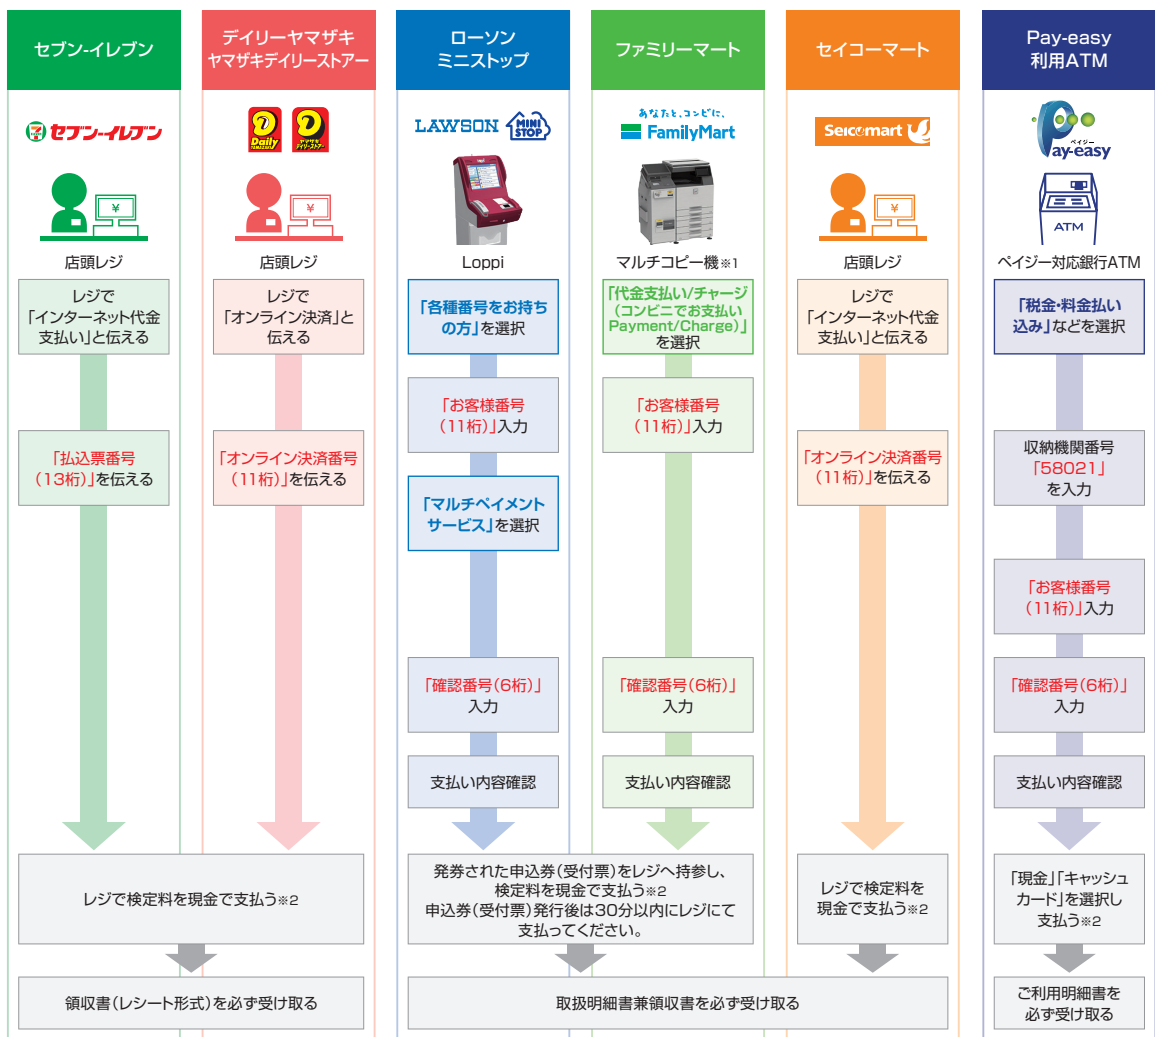 セブン-イレブン
デイリーヤマザキ
ヤマザキデイリーストアー
ローソン
ミニストップ
ファミリーマート
セイコーマート
Pay-easy
利用ATM
セブン-イレブン
Daily
YAMAZAKI
ヤマザキ
デイリーストアー
LAWSON
MINI
STOP
あなたと、コンビに、
FamilyMart
Seicomart
ペイジー
Pay-easy
¥
¥
¥
ATM
店頭レジ
店頭レジ
Loppi
マルチコピー機※1
店頭レジ
ペイジー対応銀行ATM
レジで
「インターネット代金
支払い」と伝える
「払込票番号
(13桁)」を伝える
レジで
「オンライン決済」と
伝える
「オンライン決済番号
(11桁)」を伝える
「各種番号をお持ち
の方」を選択
「お客様番号
(11桁)」入力
「マルチペイメント
サービス」を選択
「確認番号(6桁)」
入力
支払い内容確認
「代金支払い/チャージ
(コンビニでお支払い
Payment/Charge)」
を選択
「お客様番号
(11桁)」入力
「確認番号(6桁)」
入力
支払い内容確認
レジで
「インターネット代金
支払い」と伝える
「オンライン決済番号
(11桁)」を伝える
「税金・料金払い
込み」などを選択
収納機関番号
「58021」
を入力
「お客様番号
(11桁)」入力
「確認番号(6桁)」
入力
支払い内容確認
レジで検定料を現金で支払う※2
発券された申込券(受付票)をレジへ持参し、
検定料を現金で支払う※2
申込券(受付票)発行後は30分以内にレジにて
支払ってください。
レジで検定料を
現金で支払う※2
「現金」「キャッシュ
カード」を選択し
支払う※2
領収書(レシート形式)を必ず受け取る
取扱明細書兼領収書を必ず受け取る
ご利用明細書を
必ず受け取る